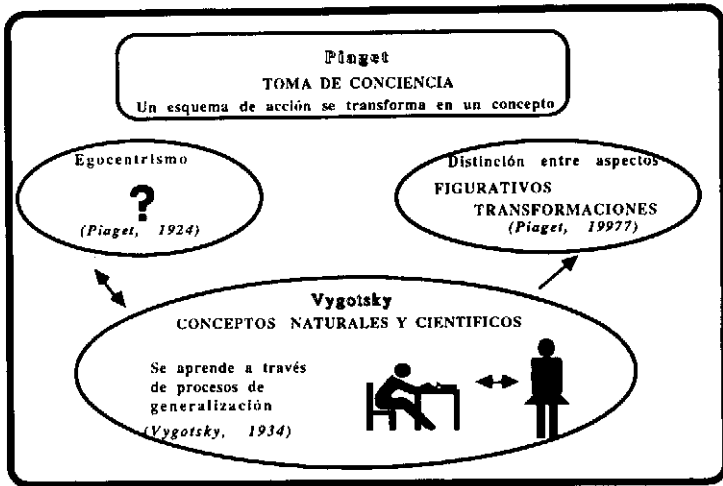 Piaget
TOMA DE CONCIENCIA
Un esquema de acción se transforma en un concepto
Egocentrismo
?
(Piaget, 1924)
Distinción entre aspectos
FIGURATIVOS
TRANSFORMACIONES
(Piaget, 19977)
Vygotsky
CONCEPTOS NATURALES Y CIENTIFICOS
Se aprende a través
de procesos de
generalización
(Vygotsky, 1934)